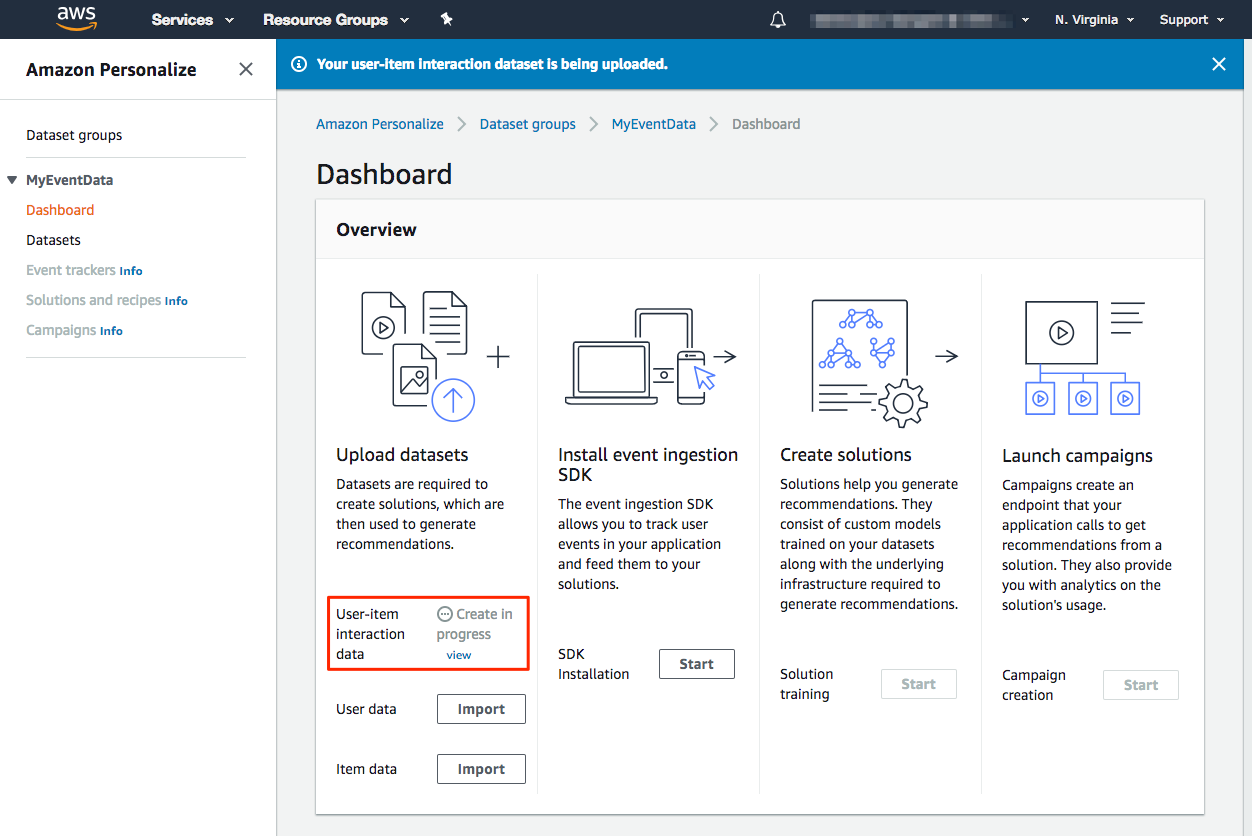 aws
Services
Resource Groups
N. Virginia
Support
Amazon Personalize
Your user-item interaction dataset is being uploaded.
Dataset groups
MyEventData
Dashboard
Datasets
Event trackers Info
Solutions and recipes Info
Campaigns Info
Amazon Personalize > Dataset groups > MyEventData > Dashboard
Dashboard
Overview
Upload datasets
Datasets are required to
create solutions, which are
then used to generate
recommendations.
User-item
interaction
data
Create in
progress
view
User data
Import
Item data
Import
Install event ingestion
SDK
The event ingestion SDK
allows you to track user
events in your application
and feed them to your
solutions.
SDK
Installation
Start
Create solutions
Solutions help you generate
recommendations. They
consist of custom models
trained on your datasets
along with the underlying
infrastructure required to
generate recommendations.
Solution
training
Start
Launch campaigns
Campaigns create an
endpoint that your
application calls to get
recommendations from a
solution. They also provide
you with analytics on the
solution's usage.
Campaign
creation
Start